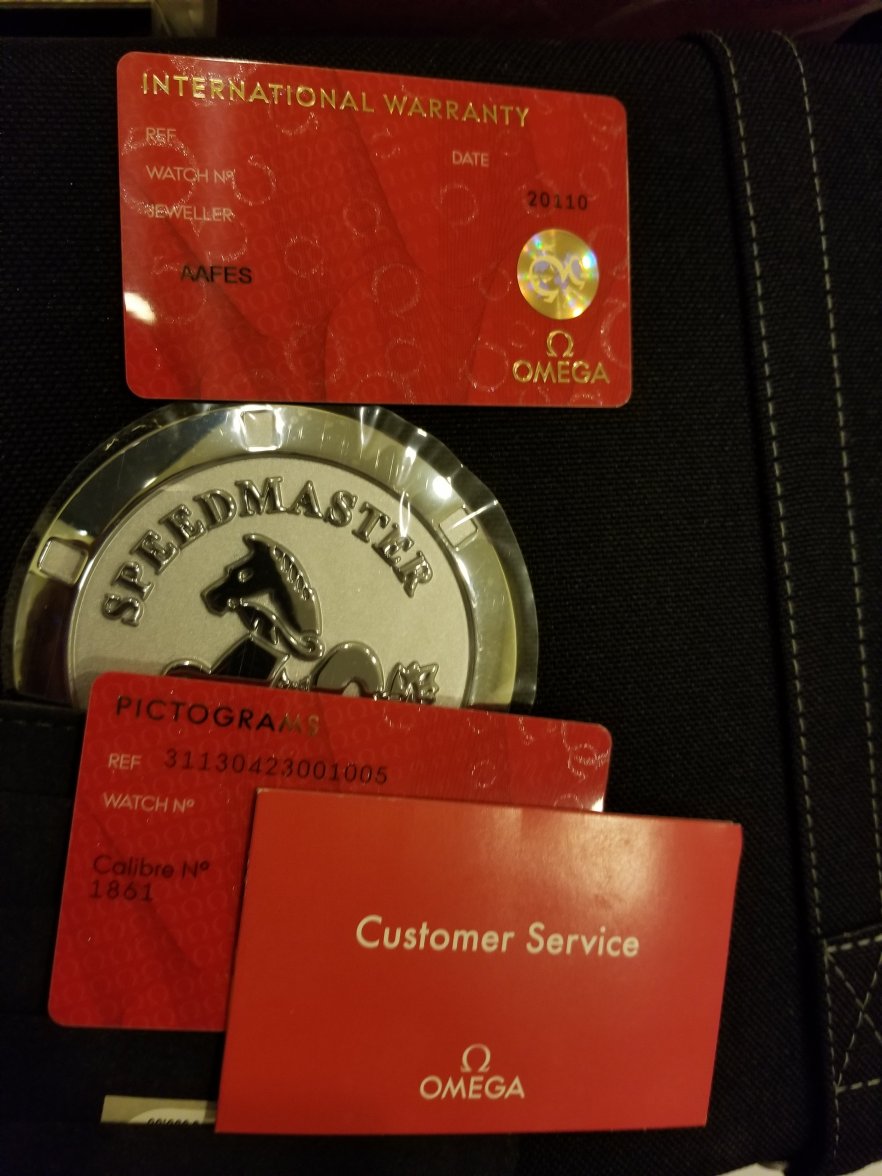 INTERNATIONAL WARRANTY
REF
DATE
WATCH Nº
20110
JEWELLER
AAFES
Ω
OMEGA
SPEEDMASTER
PICTOGRAMS
REF 31130423001005
WATCH Nº
Calibre Nº
1861
Customer Service
Ω
OMEGA